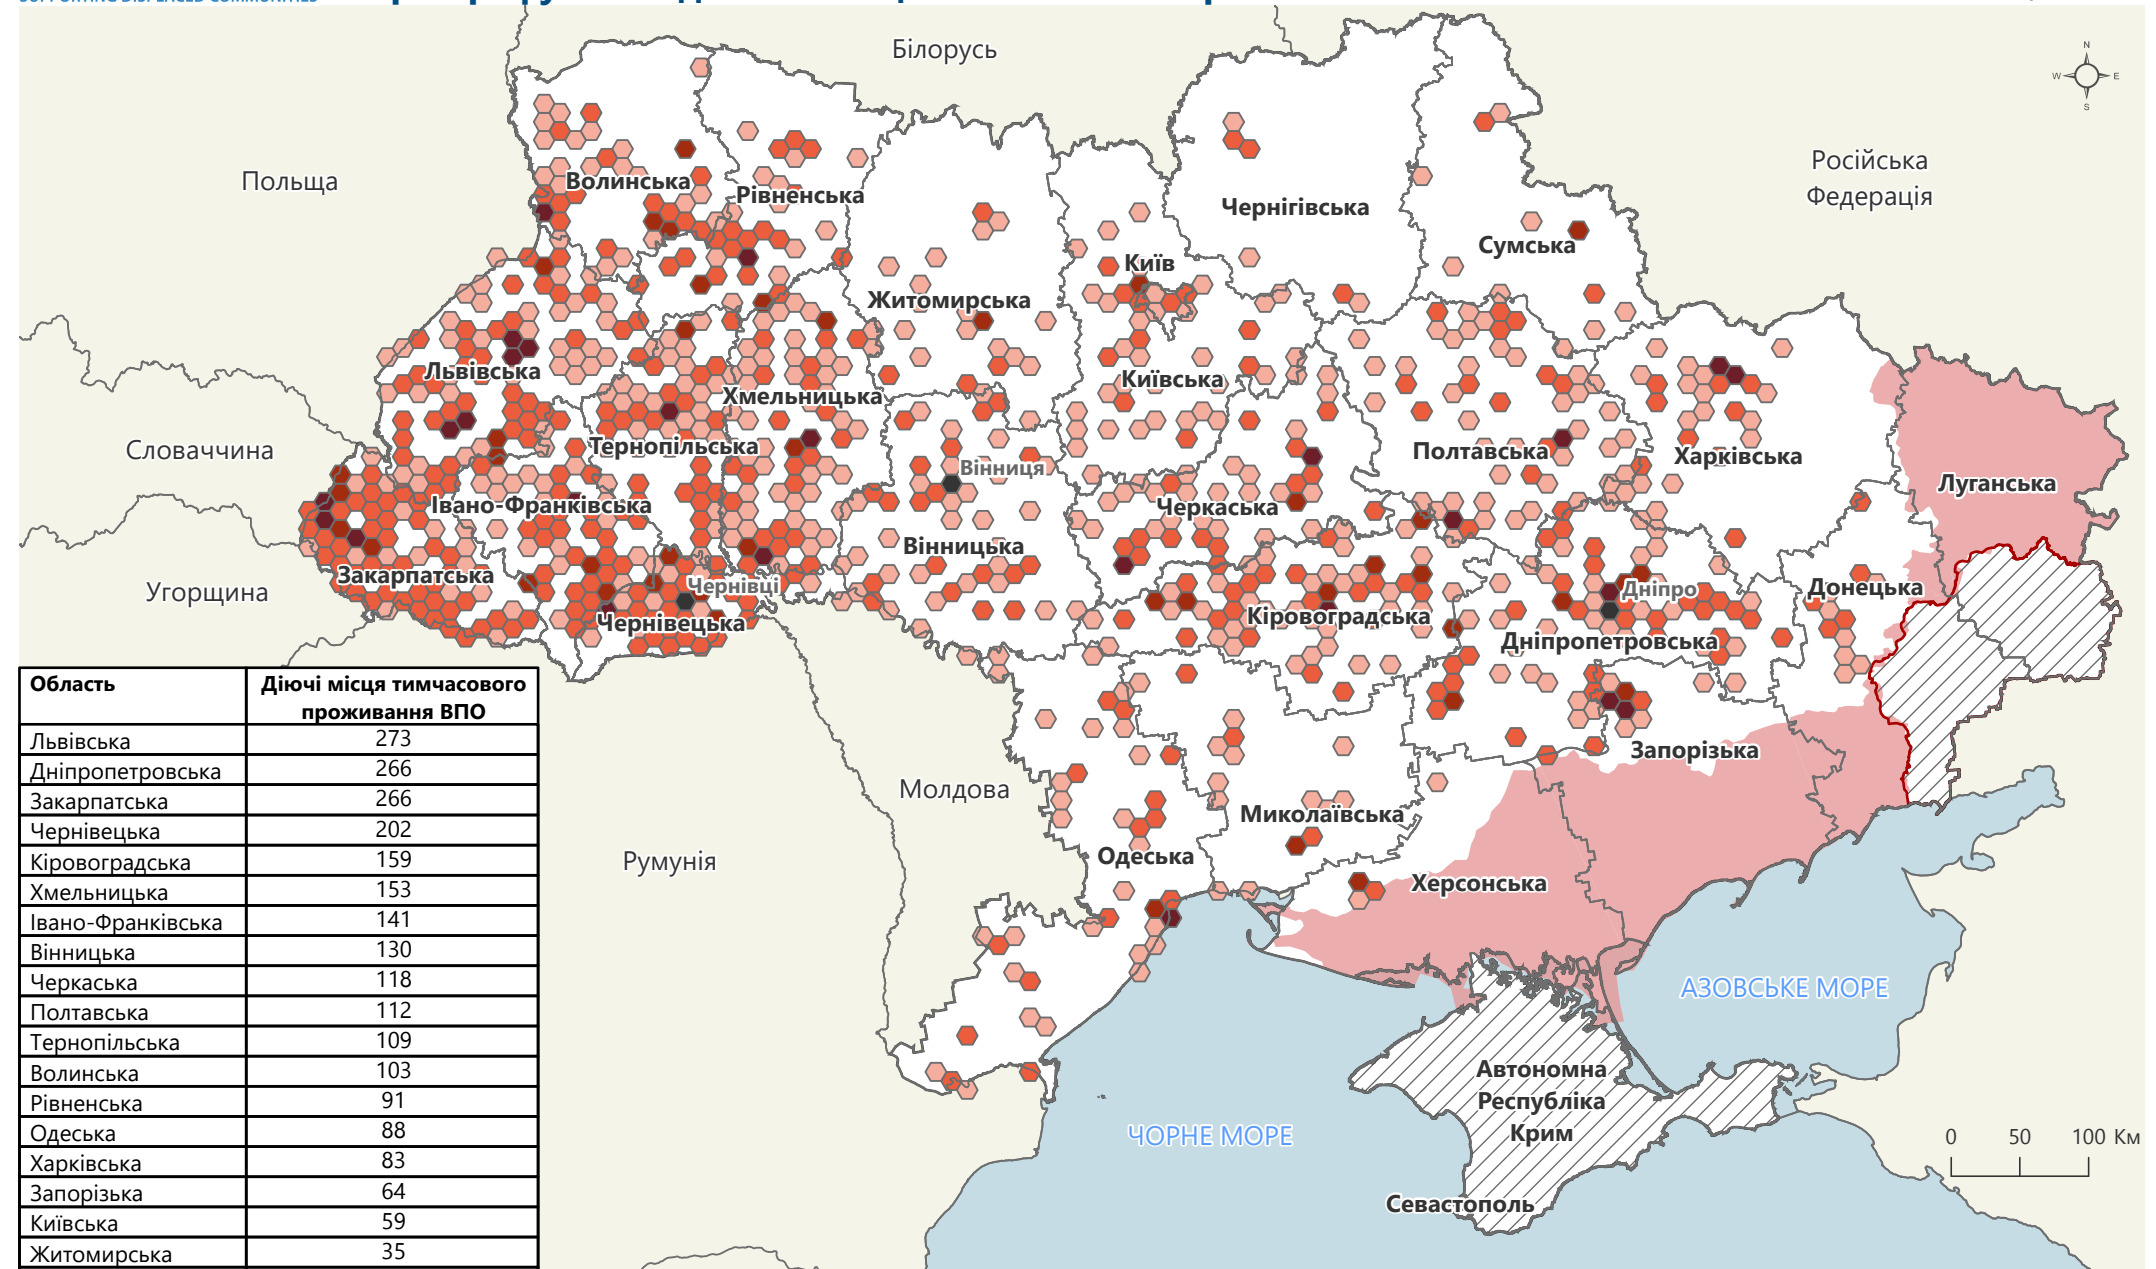 Білорусь
N
W
E
S
Польща
Російська
Федерація
Волинська
Рівненська
Чернігівська
Сумська
Київ
Житомирська
Львівська
Київська
Хмельницька
Словаччина
Тернопільська
Полтавська
Харківська
Вінниця
Луганська
Івано-Франківська
Черкаська
Вінницька
Закарпатська
Угорщина
Чернівці
Дніпро
Донецька
Чернівецька
Кіровоградська
Дніпропетровська
Запорізька
Молдова
Миколаївська
Румунія
Одеська
Херсонська
АЗОВСЬКЕ МОРЕ
Автономна
Республіка
Крим
ЧОРНЕ МОРЕ
Севастополь
0 50 100 Км
Область Діючі місця тимчасового
проживання ВПО
Львівська 273
Дніпропетровська 266
Закарпатська 266
Чернівецька 202
Кіровоградська 159
Хмельницька 153
Івано-Франківська 141
Вінницька 130
Черкаська 118
Полтавська 112
Тернопільська 109
Волинська 103
Рівненська 91
Одеська 88
Харківська 83
Запорізька 64
Київська 59
Житомирська 35